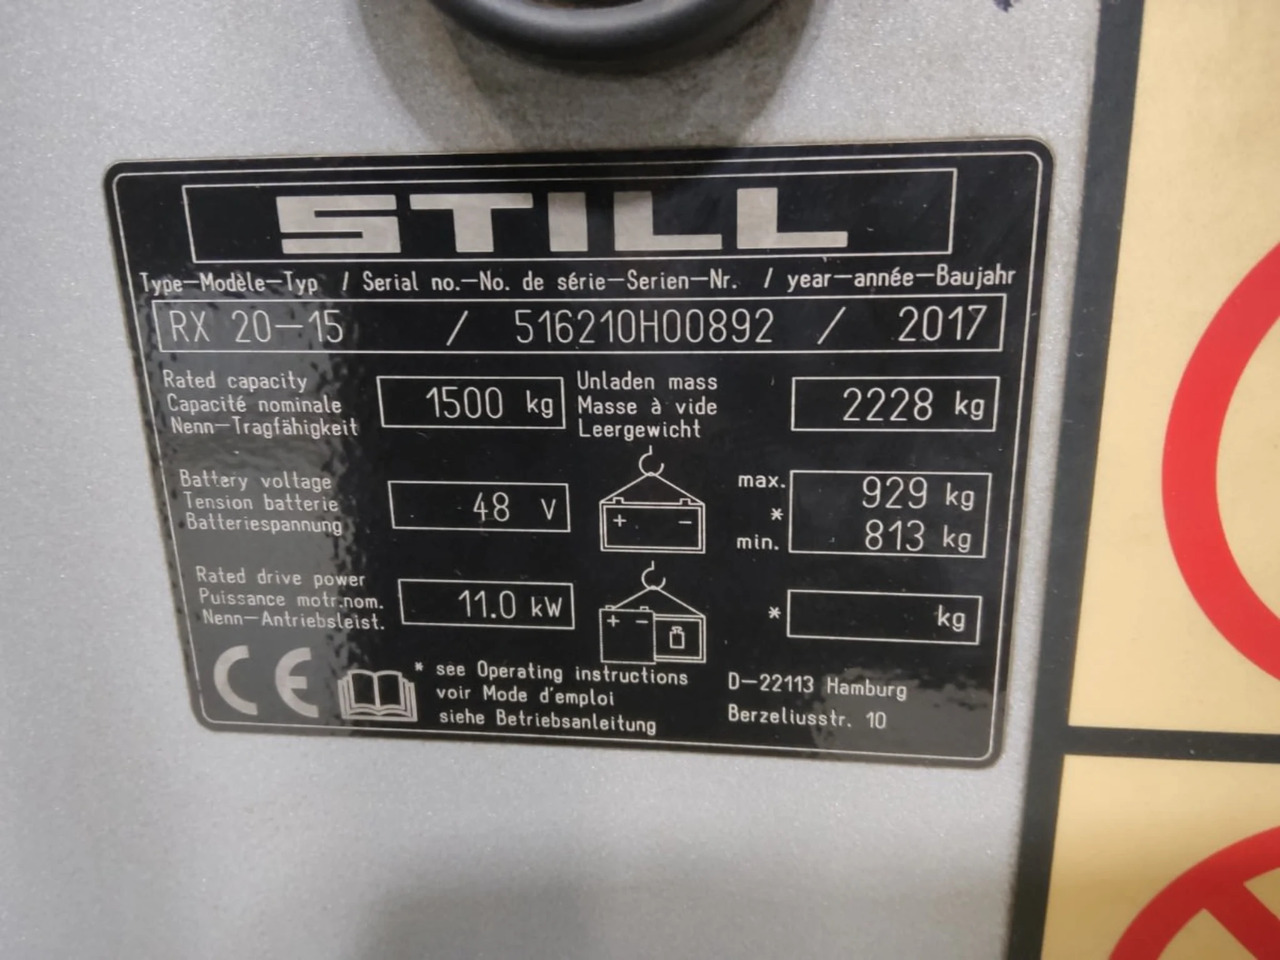 STILL
Type-Modèle-Typ / Serial no.-No. de série-Serien-Nr. / year-année-Baujahr
RX 20-15 / 516210H00892 / 2017
Rated capacity
Capacité nominale
Nenn-Tragfähigkeit
1500 kg
Unladen mass
Masse à vide
Leergewicht
2228 kg
Battery voltage
Tension batterie
Batteriespannung
48 V
+ -
max. 929 kg
*
min. 813 kg
Rated drive power
Puissance motr.nom.
Nenn-Antriebsleist.
11.0 kW
+ -
* kg
CE
* see Operating instructions
voir Mode d'emploi
siehe Betriebsanleitung
D-22113 Hamburg
Berzeliusstr. 10